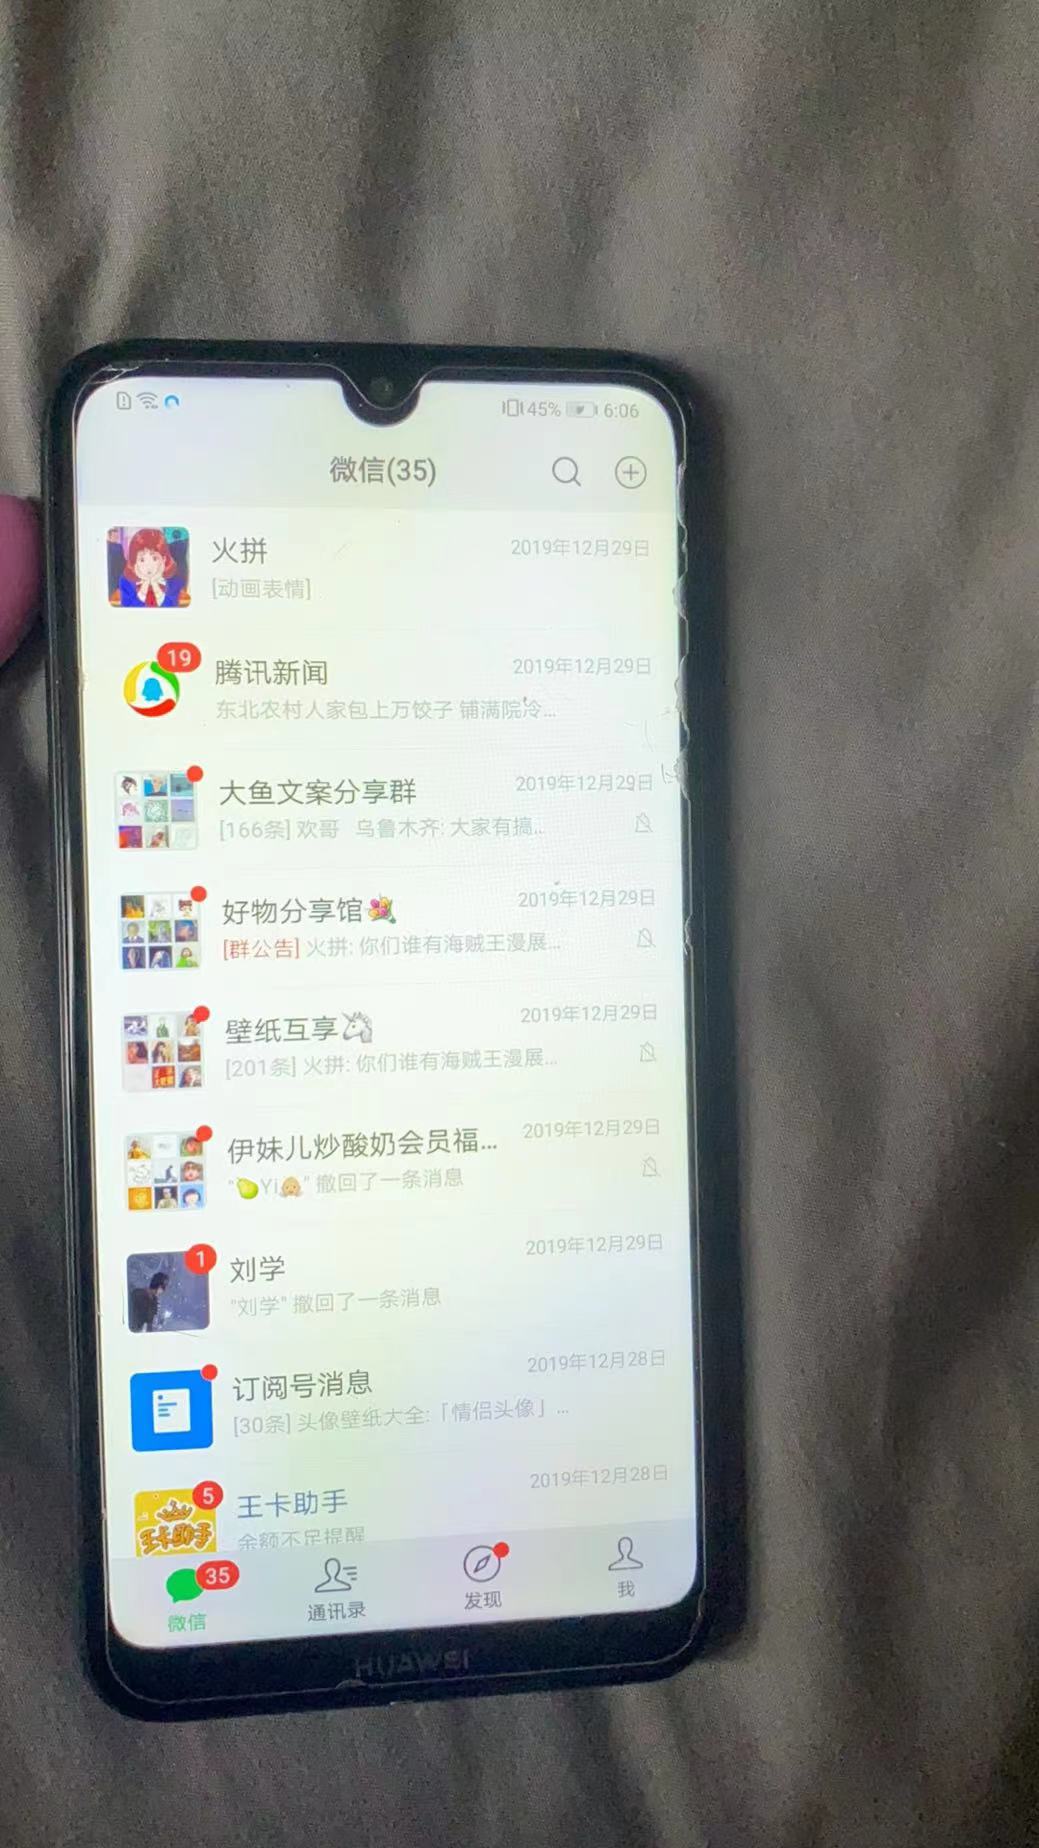 45% 6:06
微信(35)
火拼 2019年12月29日
[动画表情]
19
腾讯新闻 2019年12月29日
东北农村人家包上万饺子 铺满院冷...
大鱼文案分享群 2019年12月29日
[166条] 欢哥 乌鲁木齐: 大家有搞...
好物分享馆💐 2019年12月29日
[群公告] 火拼: 你们谁有海贼王漫展...
壁纸互享🦄 2019年12月29日
[201条] 火拼: 你们谁有海贼王漫展...
伊妹儿炒酸奶会员福... 2019年12月29日
"🍐Yi🙊" 撤回了一条消息
1
刘学 2019年12月29日
"刘学" 撤回了一条消息
订阅号消息 2019年12月28日
[30条] 头像壁纸大全:「情侣头像」...
5
王卡助手
王卡助手 2019年12月28日
余额不足提醒
35
微信 通讯录 发现 我
HUAWEI